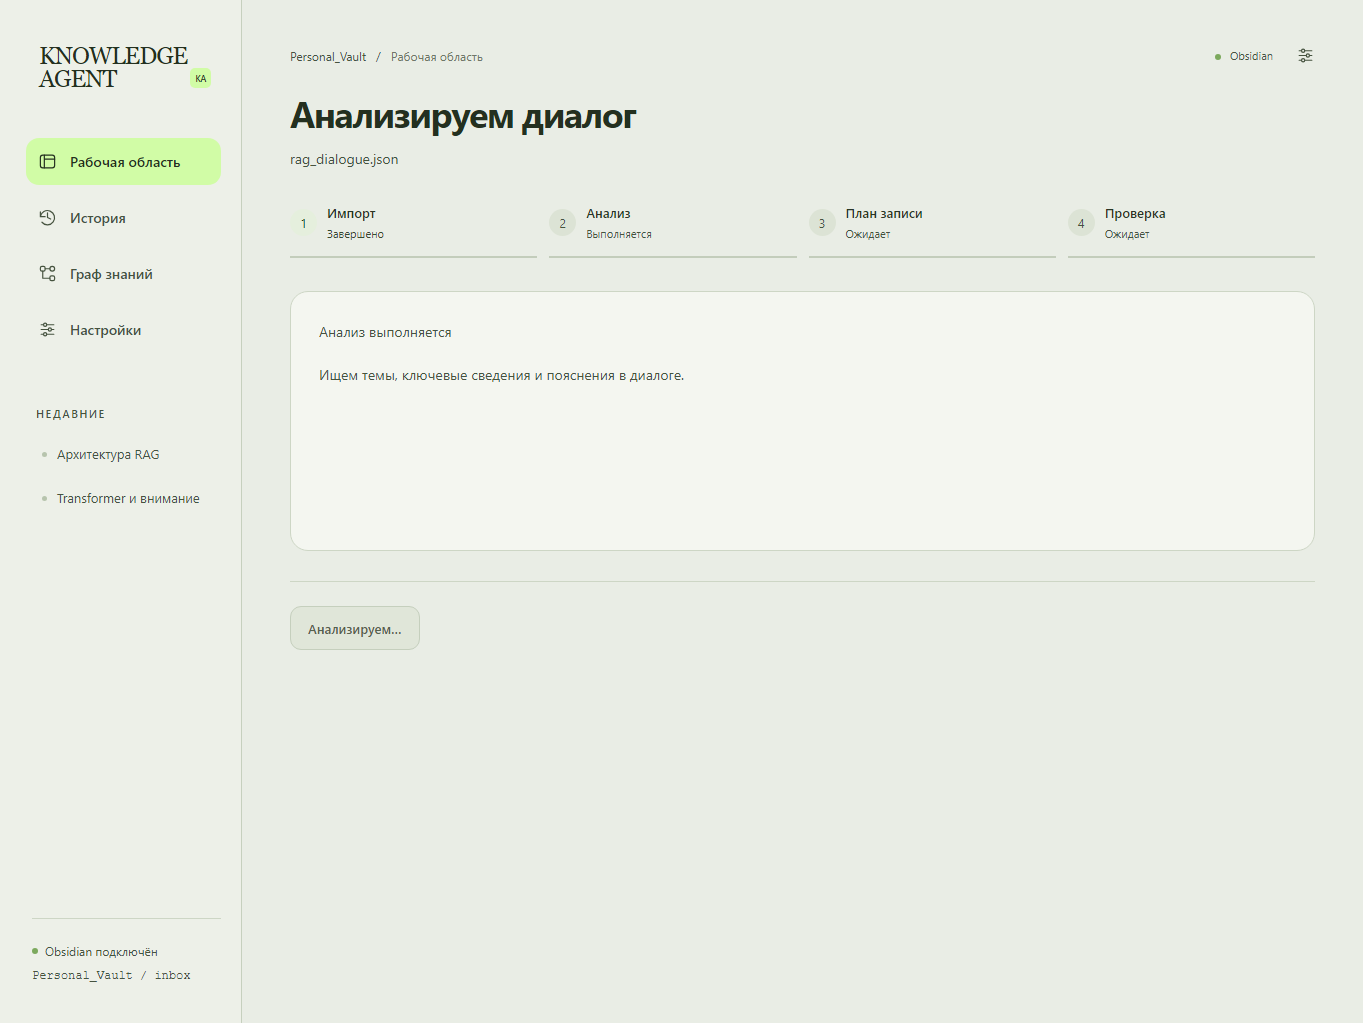 KNOWLEDGE
AGENT
KA
Рабочая область
История
Граф знаний
Настройки
НЕДАВНИЕ
Архитектура RAG
Transformer и внимание
Obsidian подключён
Personal_Vault / inbox
Personal_Vault / Рабочая область
Obsidian
Анализируем диалог
rag_dialogue.json
1
Импорт
Завершено
2
Анализ
Выполняется
3
План записи
Ожидает
4
Проверка
Ожидает
Анализ выполняется
Ищем темы, ключевые сведения и пояснения в диалоге.
Анализируем...